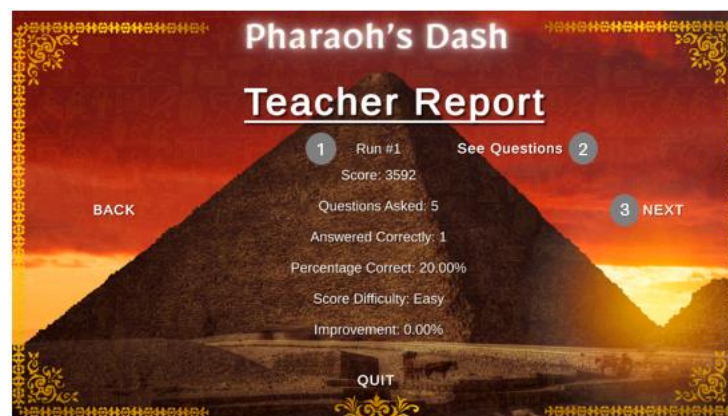 Pharaoh's Dash
Teacher Report
1 Run #1 See Questions 2
Score: 3592
BACK Questions Asked: 5 3 NEXT
Answered Correctly: 1
Percentage Correct: 20.00%
Score Difficulty: Easy
Improvement: 0.00%
QUIT